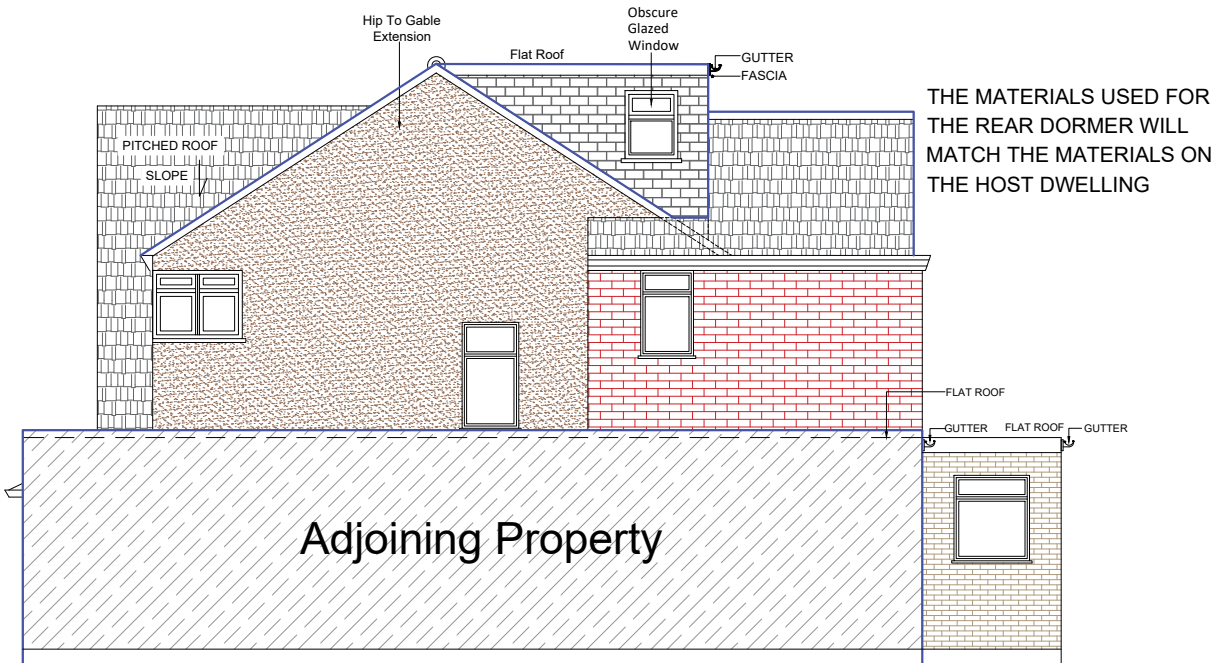 Hip To Gable
Extension
Obscure
Glazed
Window
Flat Roof
GUTTER
FASCIA
THE MATERIALS USED FOR
THE REAR DORMER WILL
MATCH THE MATERIALS ON
THE HOST DWELLING
PITCHED ROOF
SLOPE
FLAT ROOF
GUTTER
FLAT ROOF
GUTTER
Adjoining Property